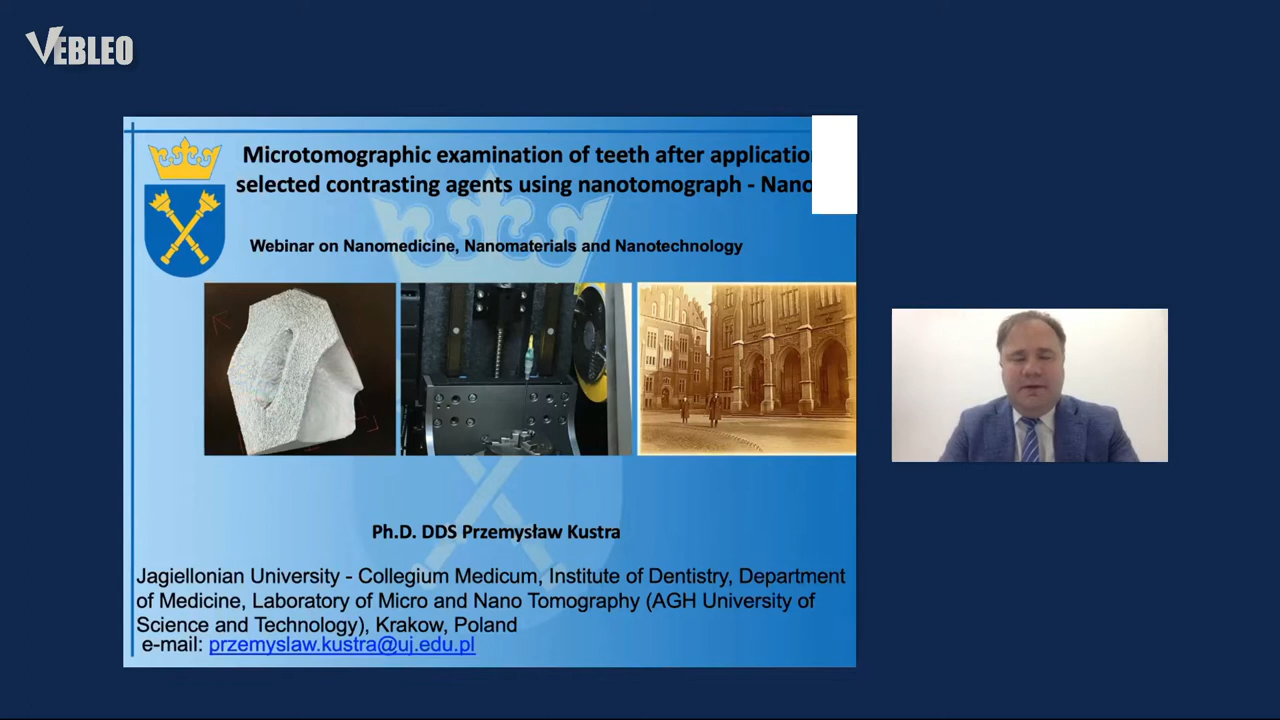 VEBLEO
Microtomographic examination of teeth after applicatio
selected contrasting agents using nanotomograph - Nano
Webinar on Nanomedicine, Nanomaterials and Nanotechnology
Ph.D. DDS Przemysław Kustra
Jagiellonian University - Collegium Medicum, Institute of Dentistry, Department
of Medicine, Laboratory of Micro and Nano Tomography (AGH University of
Science and Technology), Krakow, Poland
e-mail: przemyslaw.kustra@uj.edu.pl